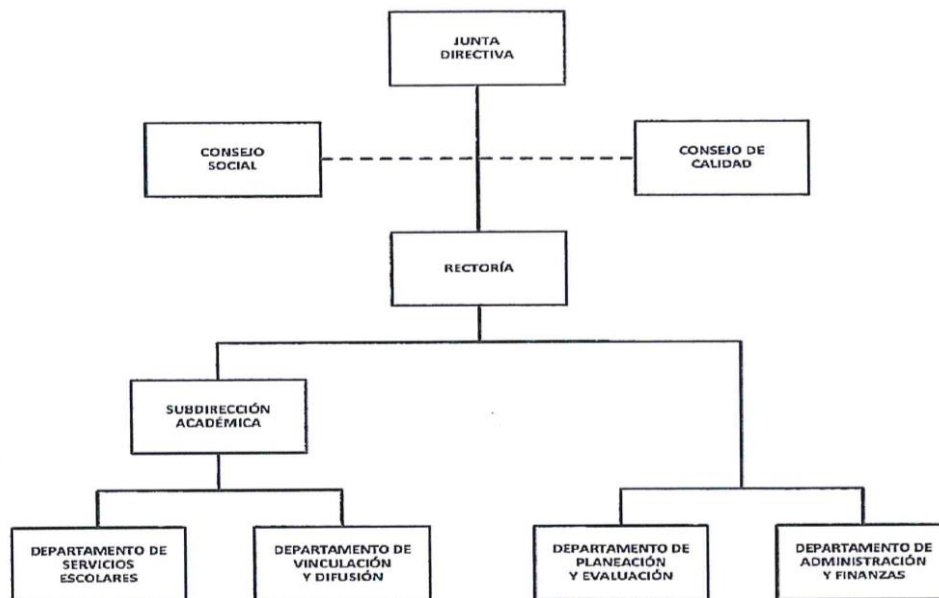 JUNTA
DIRECTIVA
CONSEJO
SOCIAL
CONSEJO DE
CALIDAD
RECTORÍA
SUBDIRECCIÓN
ACADÉMICA
DEPARTAMENTO DE
SERVICIOS
ESCOLARES
DEPARTAMENTO DE
VINCULACIÓN
Y DIFUSIÓN
DEPARTAMENTO DE
PLANEACIÓN
Y EVALUACIÓN
DEPARTAMENTO DE
ADMINISTRACIÓN
Y FINANZAS